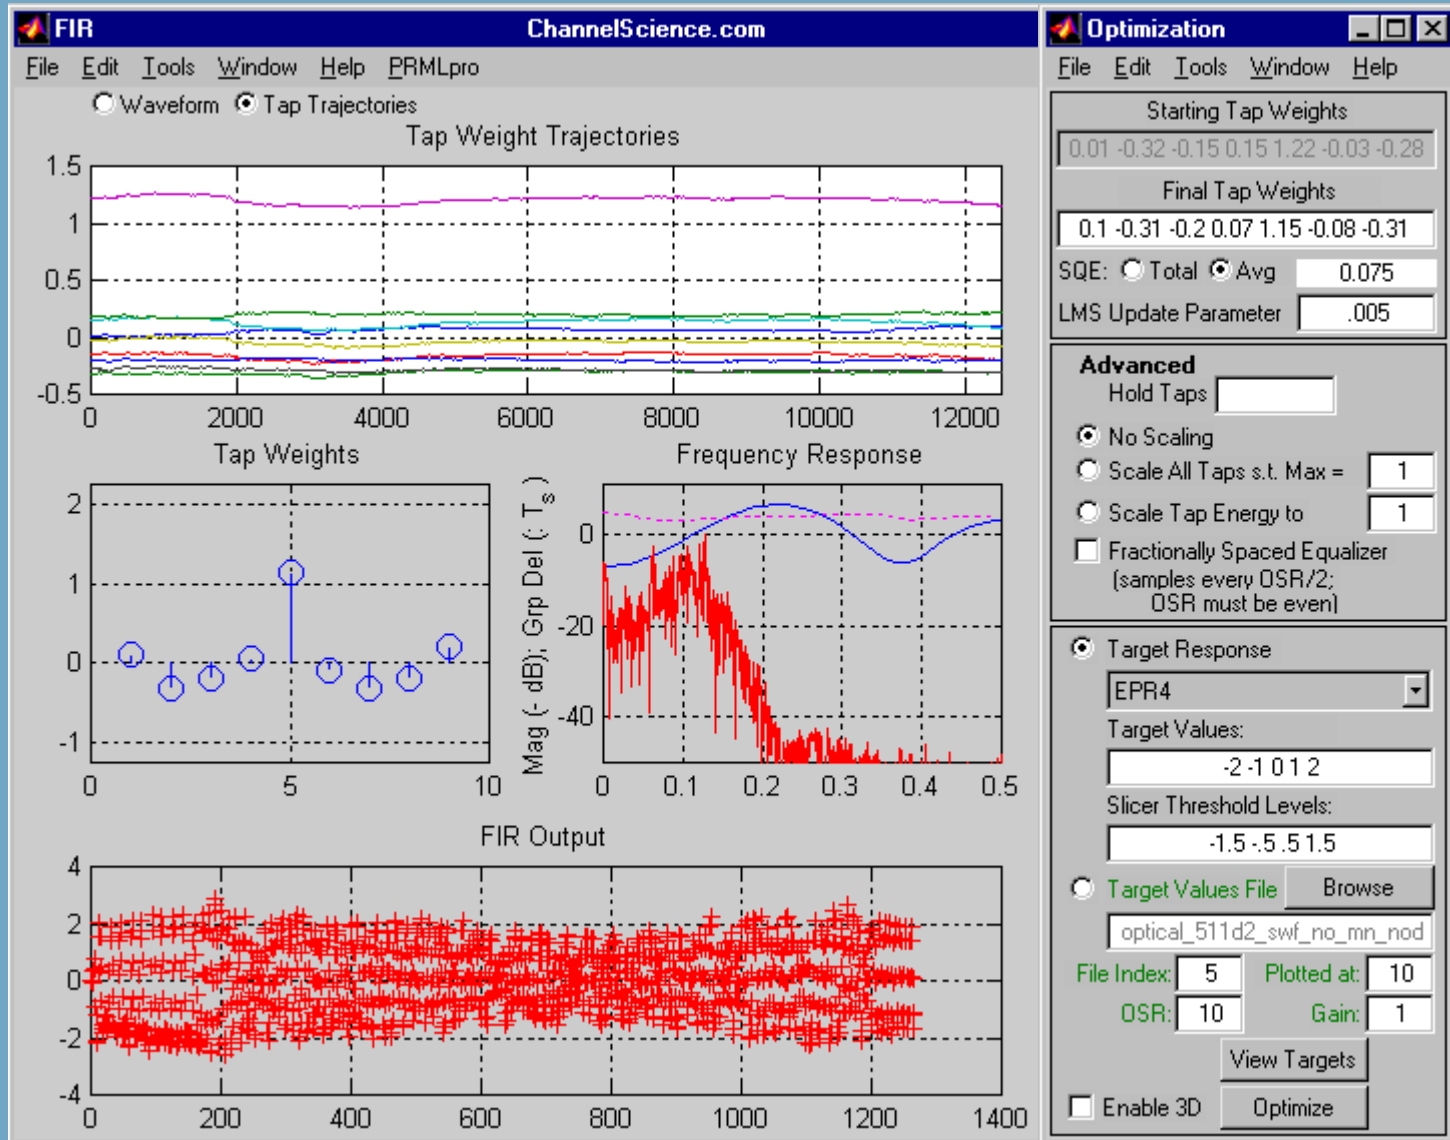 FIR ChannelScience.com
File Edit Tools Window Help PRMLpro
Waveform Tap Trajectories
Tap Weight Trajectories
1.5
1
0.5
0
-0.5
0 2000 4000 6000 8000 10000 12000
Tap Weights
2
1
0
-1
0 5 10
Frequency Response
Mag (- dB); Grp Del (: Ts)
0
-20
-40
0 0.1 0.2 0.3 0.4 0.5
FIR Output
4
2
0
-2
-4
0 200 400 600 800 1000 1200 1400
Optimization
File Edit Tools Window Help
Starting Tap Weights
0.01 -0.32 -0.15 0.15 1.22 -0.03 -0.28
Final Tap Weights
0.1 -0.31 -0.2 0.07 1.15 -0.08 -0.31
SQE: Total Avg 0.075
LMS Update Parameter .005
Advanced
Hold Taps
No Scaling
Scale All Taps s.t. Max = 1
Scale Tap Energy to 1
Fractionally Spaced Equalizer
(samples every OSR/2;
OSR must be even)
Target Response
EPR4
Target Values:
-2 -1 0 1 2
Slicer Threshold Levels:
-1.5 -.5 .5 1.5
Target Values File Browse
optical_511d2_swf_no_mn_nod
File Index: 5 Plotted at: 10
OSR: 10 Gain: 1
View Targets
Enable 3D Optimize